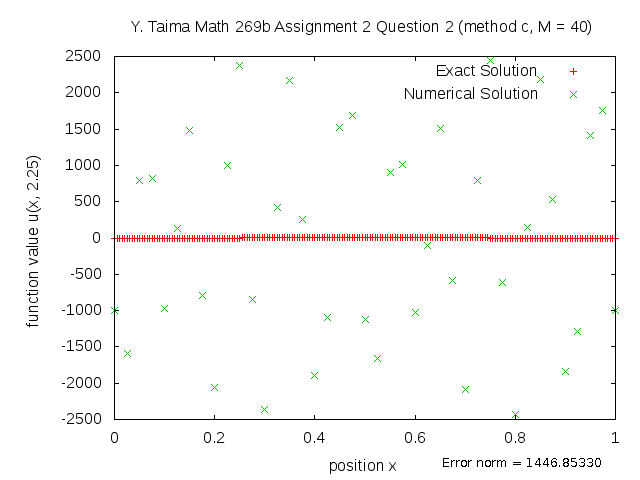 Y. Taima Math 269b Assignment 2 Question 2 (method c, M = 40)
function value u(x, 2.25)
2500
2000
1500
1000
500
0
-500
-1000
-1500
-2000
-2500
Exact Solution
Numerical Solution
0 0.2 0.4 0.6 0.8 1
position x
Error norm = 1446.85330